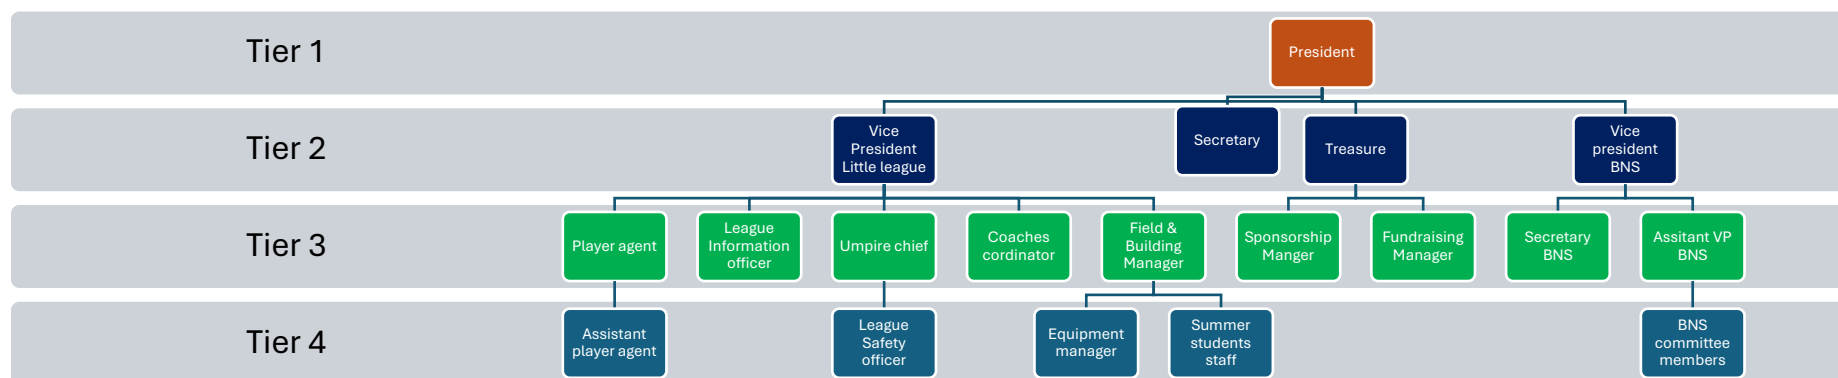 Tier 1
President
Tier 2
Vice
President
Little league
Secretary
Treasure
Vice
president
BNS
Tier 3
Player agent
League
Information
officer
Umpire chief
Coaches
cordinator
Field &
Building
Manager
Sponsorship
Manger
Fundraising
Manager
Secretary
BNS
Assitant VP
BNS
Tier 4
Assistant
player agent
League
Safety
officer
Equipment
manager
Summer
students
staff
BNS
committee
members